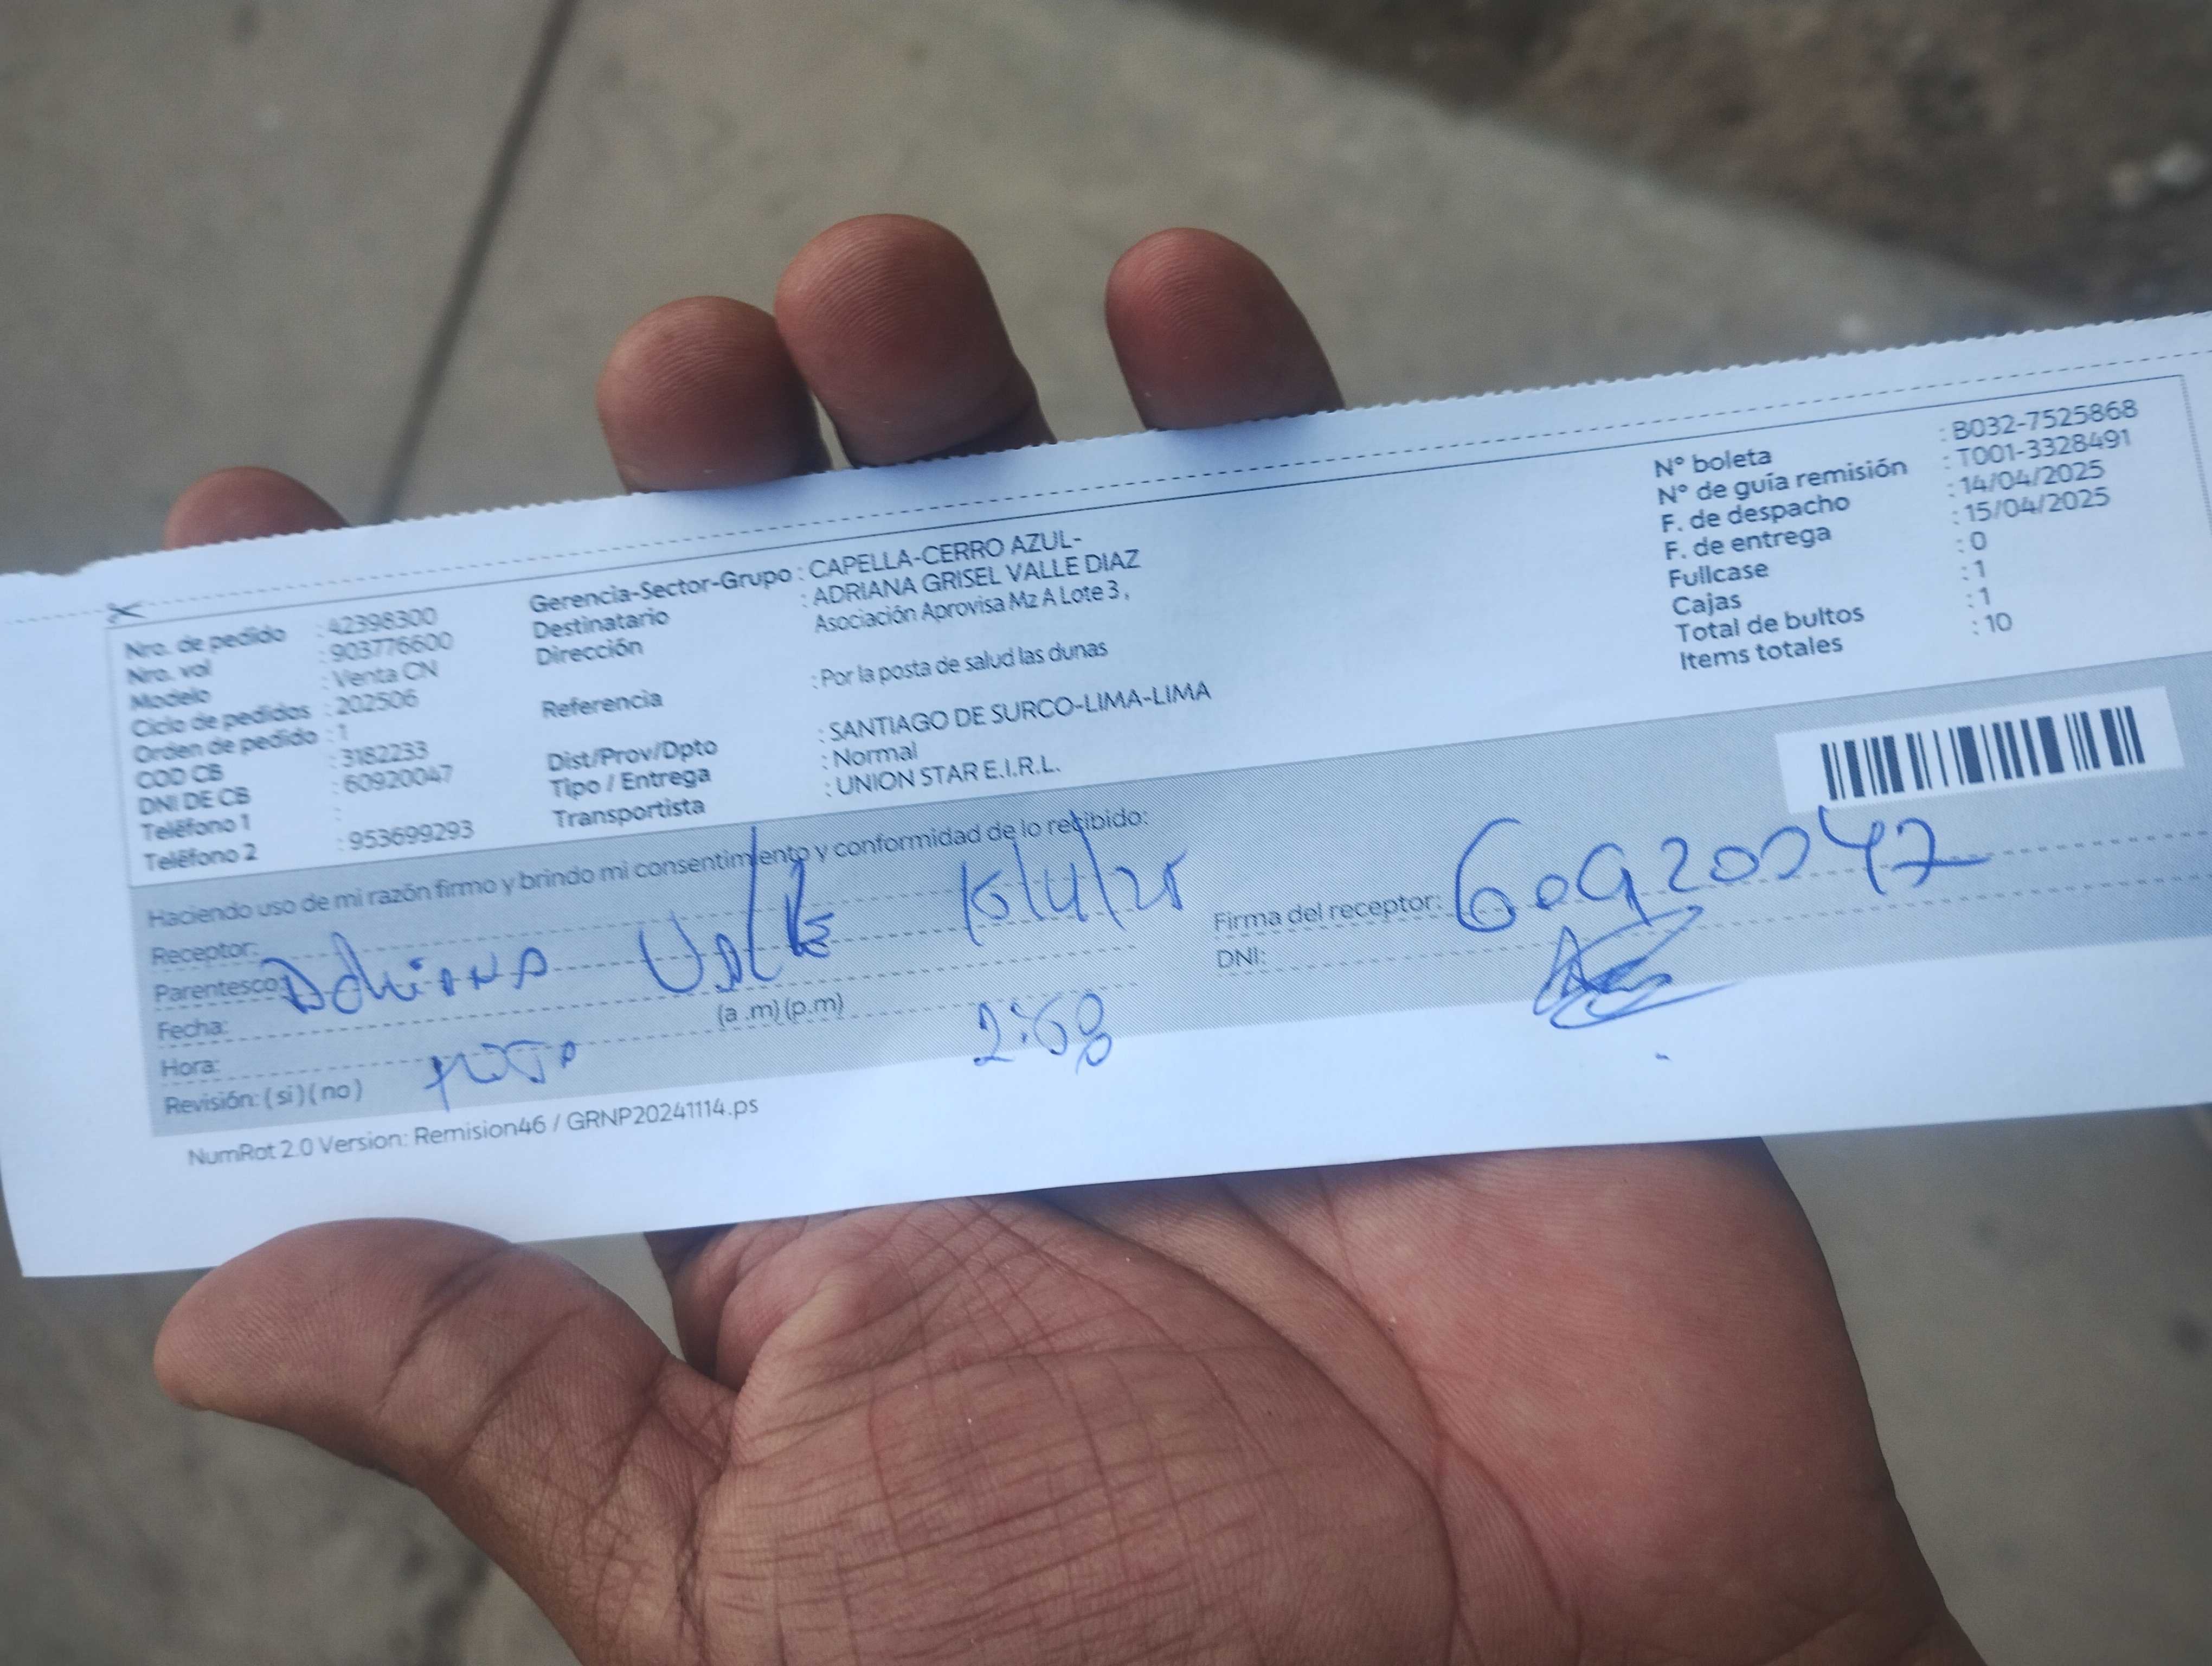 Nro. de pedido : 42398300
Nro. vol : 903776600
Modelo : Venta CN
Ciclo de pedidos : 202506
Orden de pedido : 1
COD CB : 3182233
DNI DE CB : 60920047
Teléfono 1 :
Teléfono 2 : 953699293
Gerencia-Sector-Grupo : CAPELLA-CERRO AZUL-
Destinatario : ADRIANA GRISEL VALLE DIAZ
Dirección Asociación Aprovisa Mz A Lote 3 ,
Referencia : Por la posta de salud las dunas
Dist/Prov/Dpto : SANTIAGO DE SURCO-LIMA-LIMA
Tipo / Entrega : Normal
Transportista : UNION STAR E.I.R.L.
N° boleta : B032-7525868
N° de guía remisión : T001-3328491
F. de despacho : 14/04/2025
F. de entrega : 15/04/2025
Fullcase : 0
Cajas : 1
Total de bultos : 1
Items totales : 10
Haciendo uso de mi razón firmo y brindo mi consentimiento y conformidad de lo recibido:
Receptor:
Parentesco: Adriana Valle 15/4/25
Fecha:
Hora: (a .m) (p.m)
Revisión: ( si ) ( no )
Firma del receptor: 60920047
DNI:
NumRot 2.0 Version: Remision46 / GRNP20241114.ps